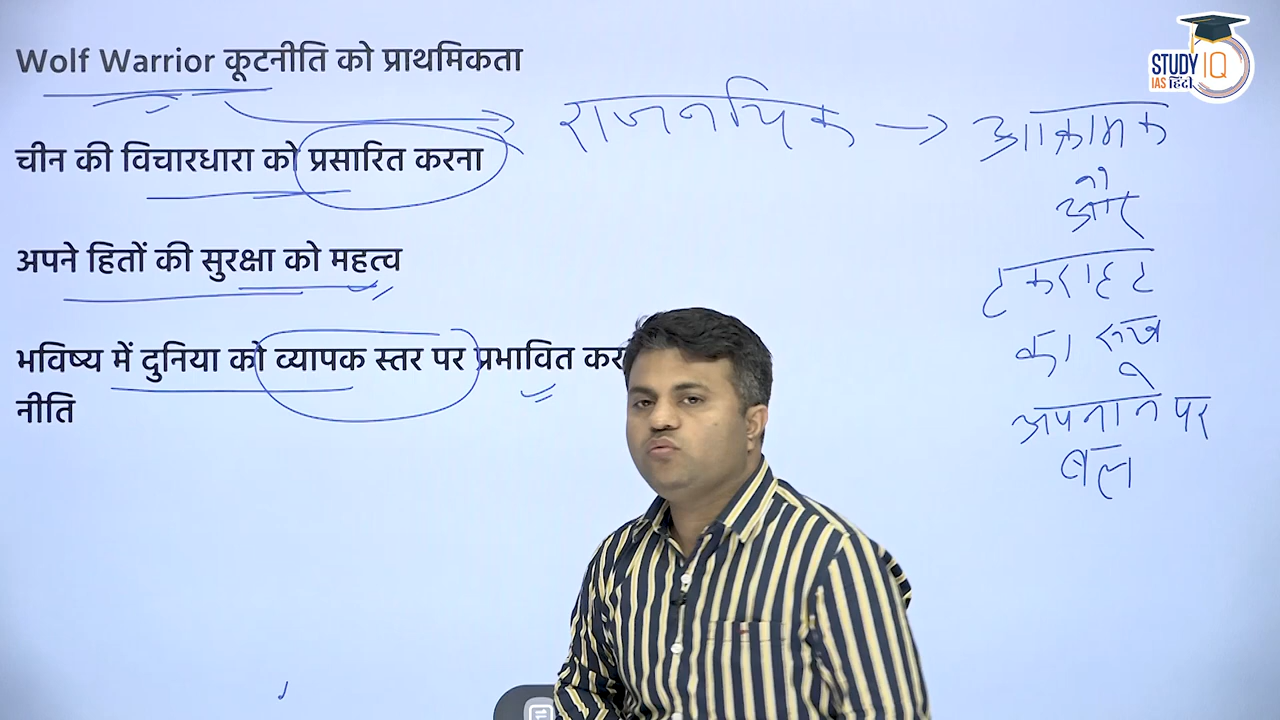 Wolf Warrior कूटनीति को प्राथमिकता
चीन की विचारधारा को प्रसारित करना
अपने हितों की सुरक्षा को महत्व
भविष्य में दुनिया को व्यापक स्तर पर प्रभावित कर
नीति
राजनयिक → आक्रामक
और
टकराहट
का रूख
अपनाने पर
बल
STUDY IQ
IAS हिंदी